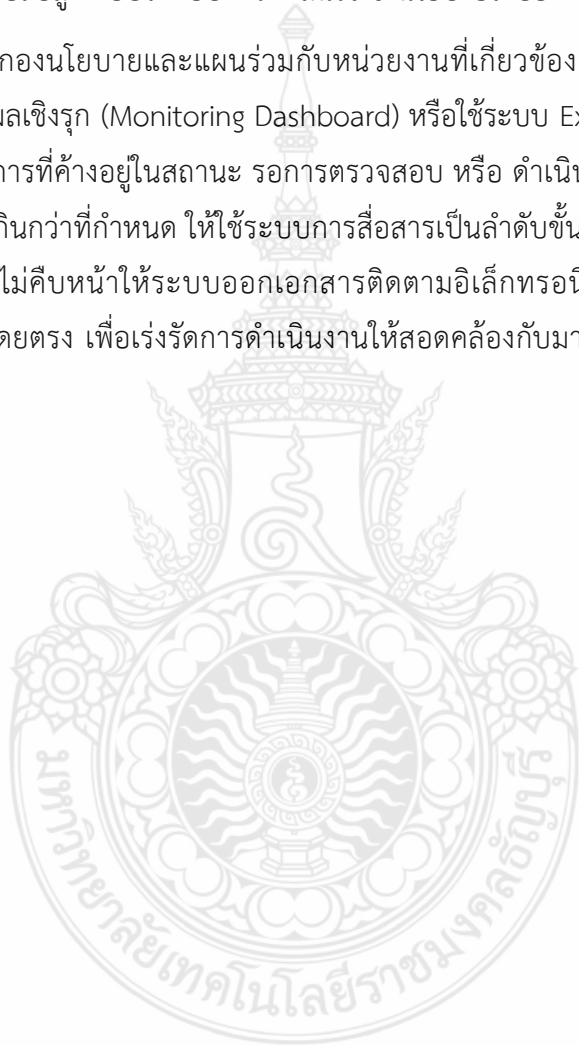 กองนโยบายและแผนร่วมกับหน่วยงานที่เกี่ยวข้อง
ผลเชิงรุก (Monitoring Dashboard) หรือใช้ระบบ Ex
การที่ค้างอยู่ในสถานะ รอการตรวจสอบ หรือ ดำเนิน
กินกว่าที่กำหนด ให้ใช้ระบบการสื่อสารเป็นลำดับขั้น
ไม่คืบหน้าให้ระบบออกเอกสารติดตามอิเล็กทรอนิ
ดยตรง เพื่อเร่งรัดการดำเนินงานให้สอดคล้องกับมา
มหาวิทยาลัยเทคโนโลยีราชมงคลธัญบุรี